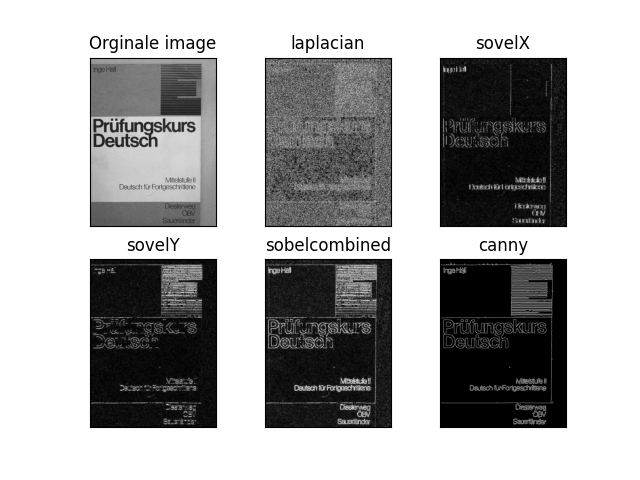 Orginale image
Inge Hall
Prüfungskurs
Deutsch
Mittelstufe II
Deutsch für Fortgeschrittene
Diesterweg
ÖBV
Sauerländer
laplacian
Prüfungskurs
Deutsch
sovelX
Inge Hall
Prüfungskurs
Deutsch
Mittelstufe II
Deutsch für Fortgeschrittene
Diesterweg
ÖBV
Sauerländer
sovelY
Inge Hall
Prüfungskurs
Deutsch
Mittelstufe II
Deutsch für Fortgeschrittene
Diesterweg
ÖBV
Sauerländer
sobelcombined
Inge Hall
Prüfungskurs
Deutsch
Mittelstufe II
Deutsch für Fortgeschrittene
Diesterweg
ÖBV
Sauerländer
canny
Inge Hall
Prüfungskurs
Deutsch
Mittelstufe II
Deutsch für Fortgeschrittene
Diesterweg
ÖBV
Sauerländer